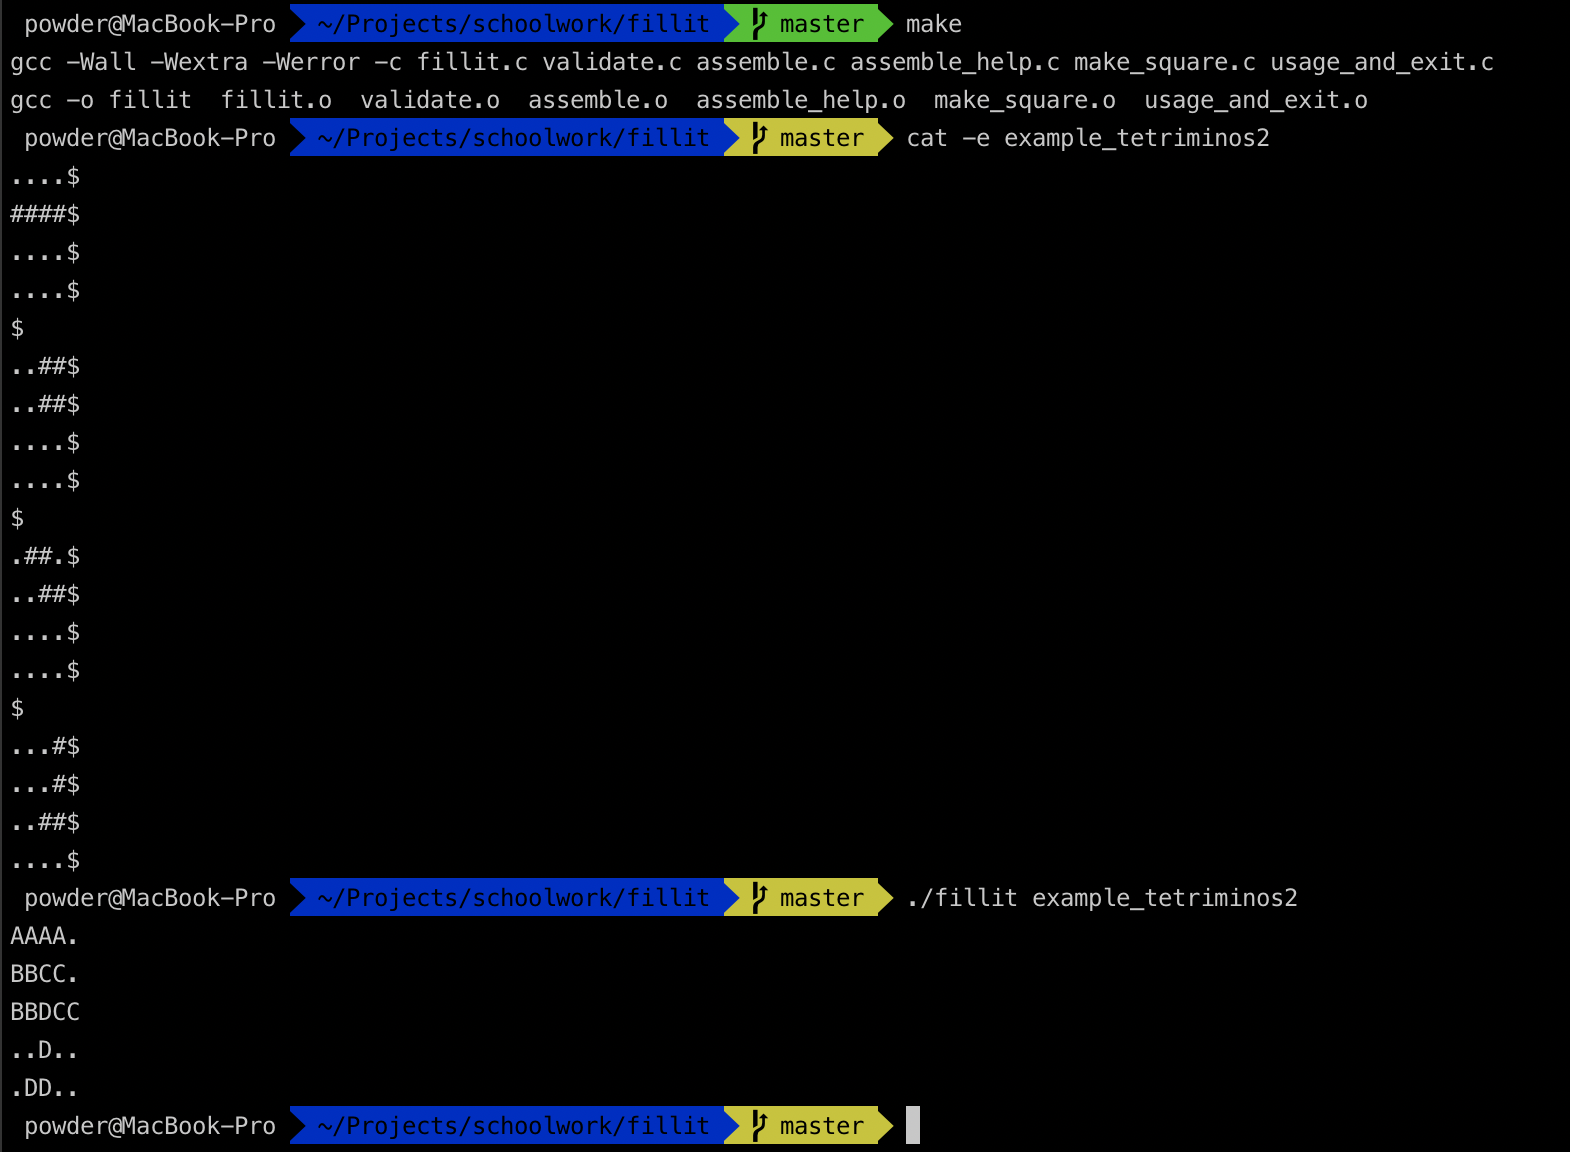 powder@MacBook-Pro ~/Projects/schoolwork/fillit master make
gcc -Wall -Wextra -Werror -c fillit.c validate.c assemble.c assemble_help.c make_square.c usage_and_exit.c
gcc -o fillit  fillit.o  validate.o  assemble.o  assemble_help.o  make_square.o  usage_and_exit.o
powder@MacBook-Pro ~/Projects/schoolwork/fillit master cat -e example_tetriminos2
....$
####$
....$
....$
$
..##$
..##$
....$
....$
$
.##.$
..##$
....$
....$
$
...#$
...#$
..##$
....$
powder@MacBook-Pro ~/Projects/schoolwork/fillit master ./fillit example_tetriminos2
AAAA.
BBCC.
BBDCC
..D..
.DD..
powder@MacBook-Pro ~/Projects/schoolwork/fillit master